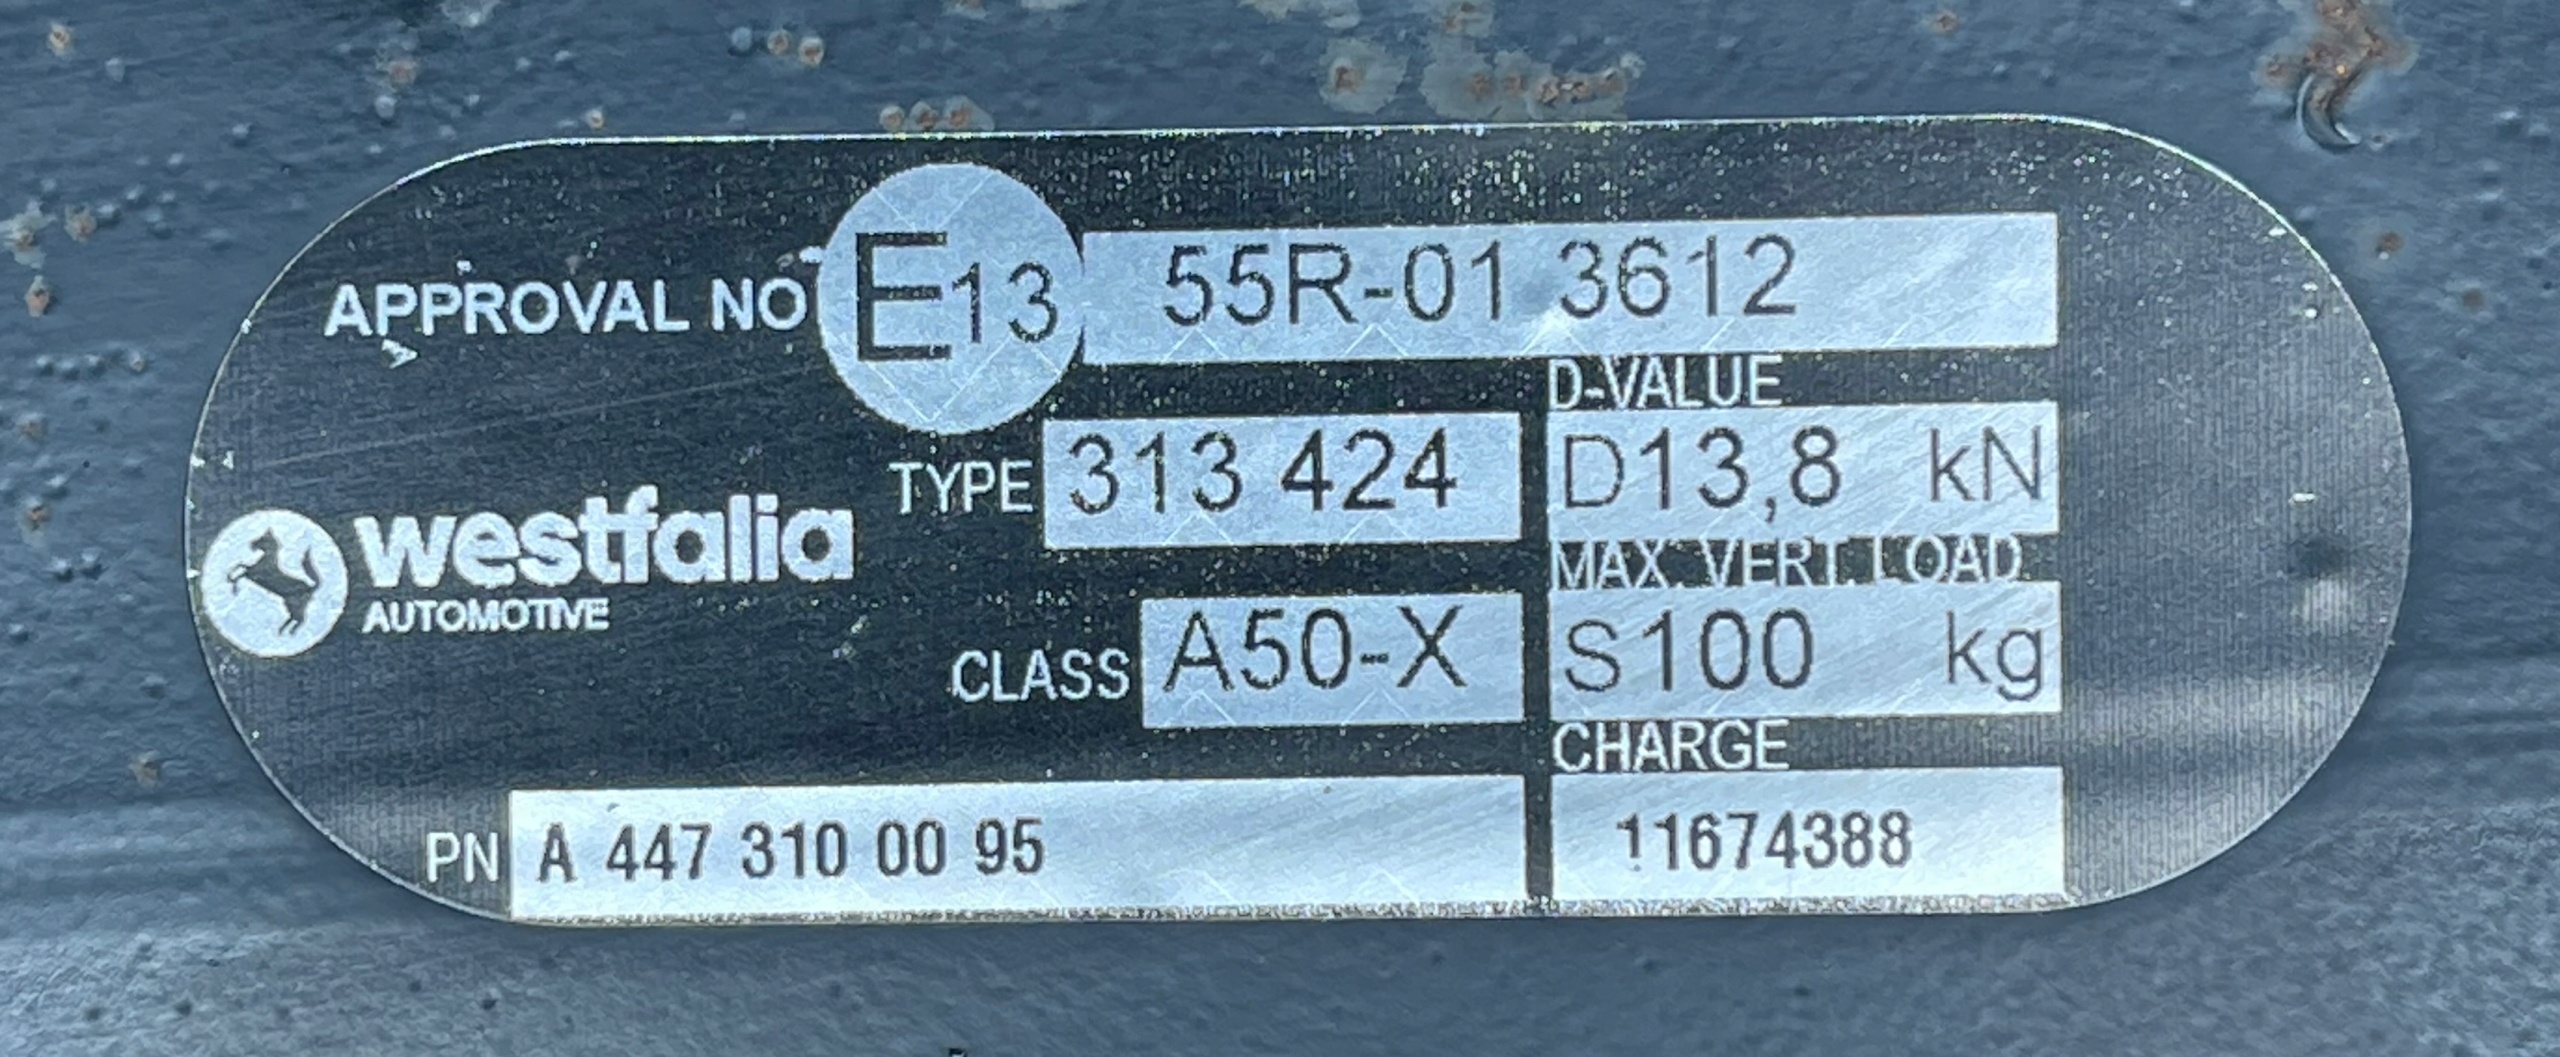 APPROVAL NO E13 55R-01 3612
D-VALUE
TYPE 313 424 D13,8 kN
westfalia
AUTOMOTIVE
MAX. VERT. LOAD
CLASS A50-X S100 kg
CHARGE
PN A 447 310 00 95 11674388